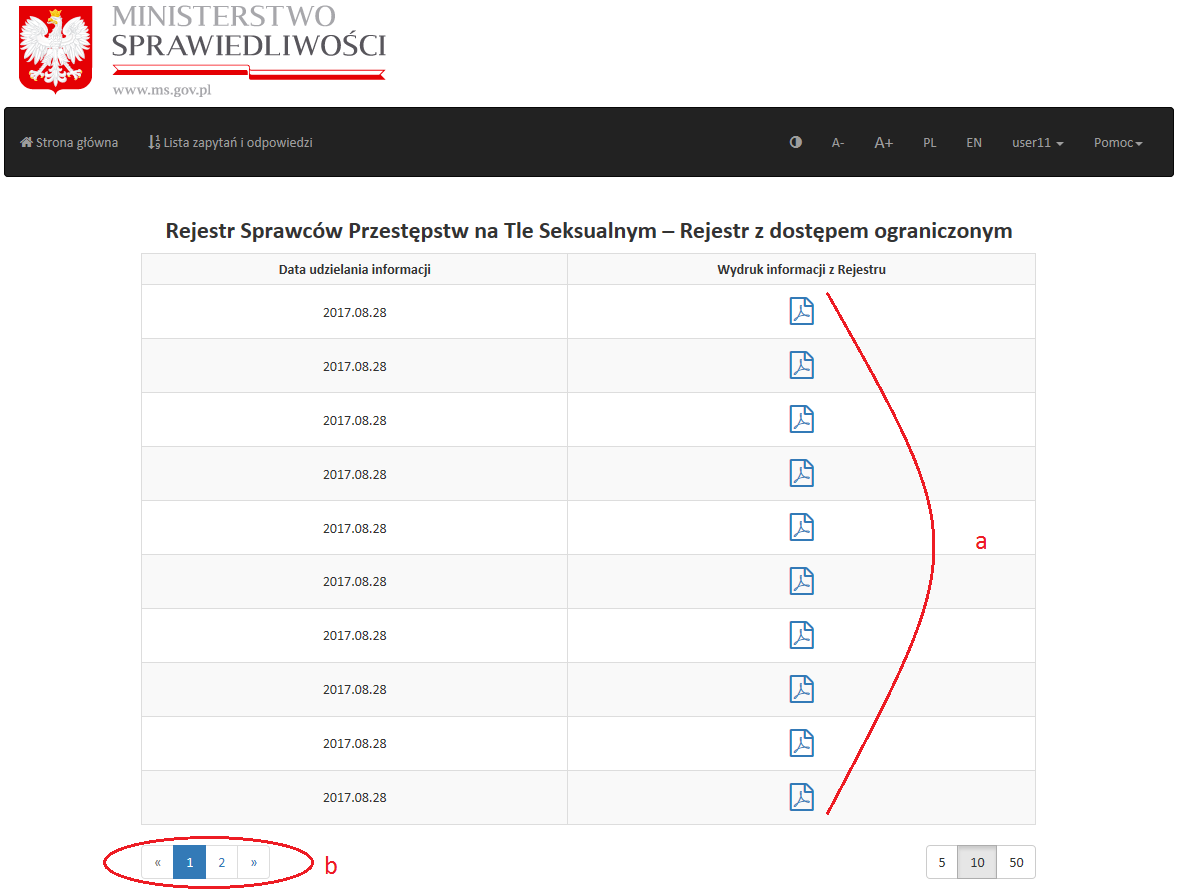 MINISTERSTWO
SPRAWIEDLIWOŚCI
www.ms.gov.pl
Strona główna Lista zapytań i odpowiedzi A- A+ PL EN user11 Pomoc
Rejestr Sprawców Przestępstw na Tle Seksualnym – Rejestr z dostępem ograniczonym
Data udzielania informacji Wydruk informacji z Rejestru
2017.08.28
2017.08.28
2017.08.28
2017.08.28
2017.08.28
a
2017.08.28
2017.08.28
2017.08.28
2017.08.28
2017.08.28
« 1 2 » b 5 10 50